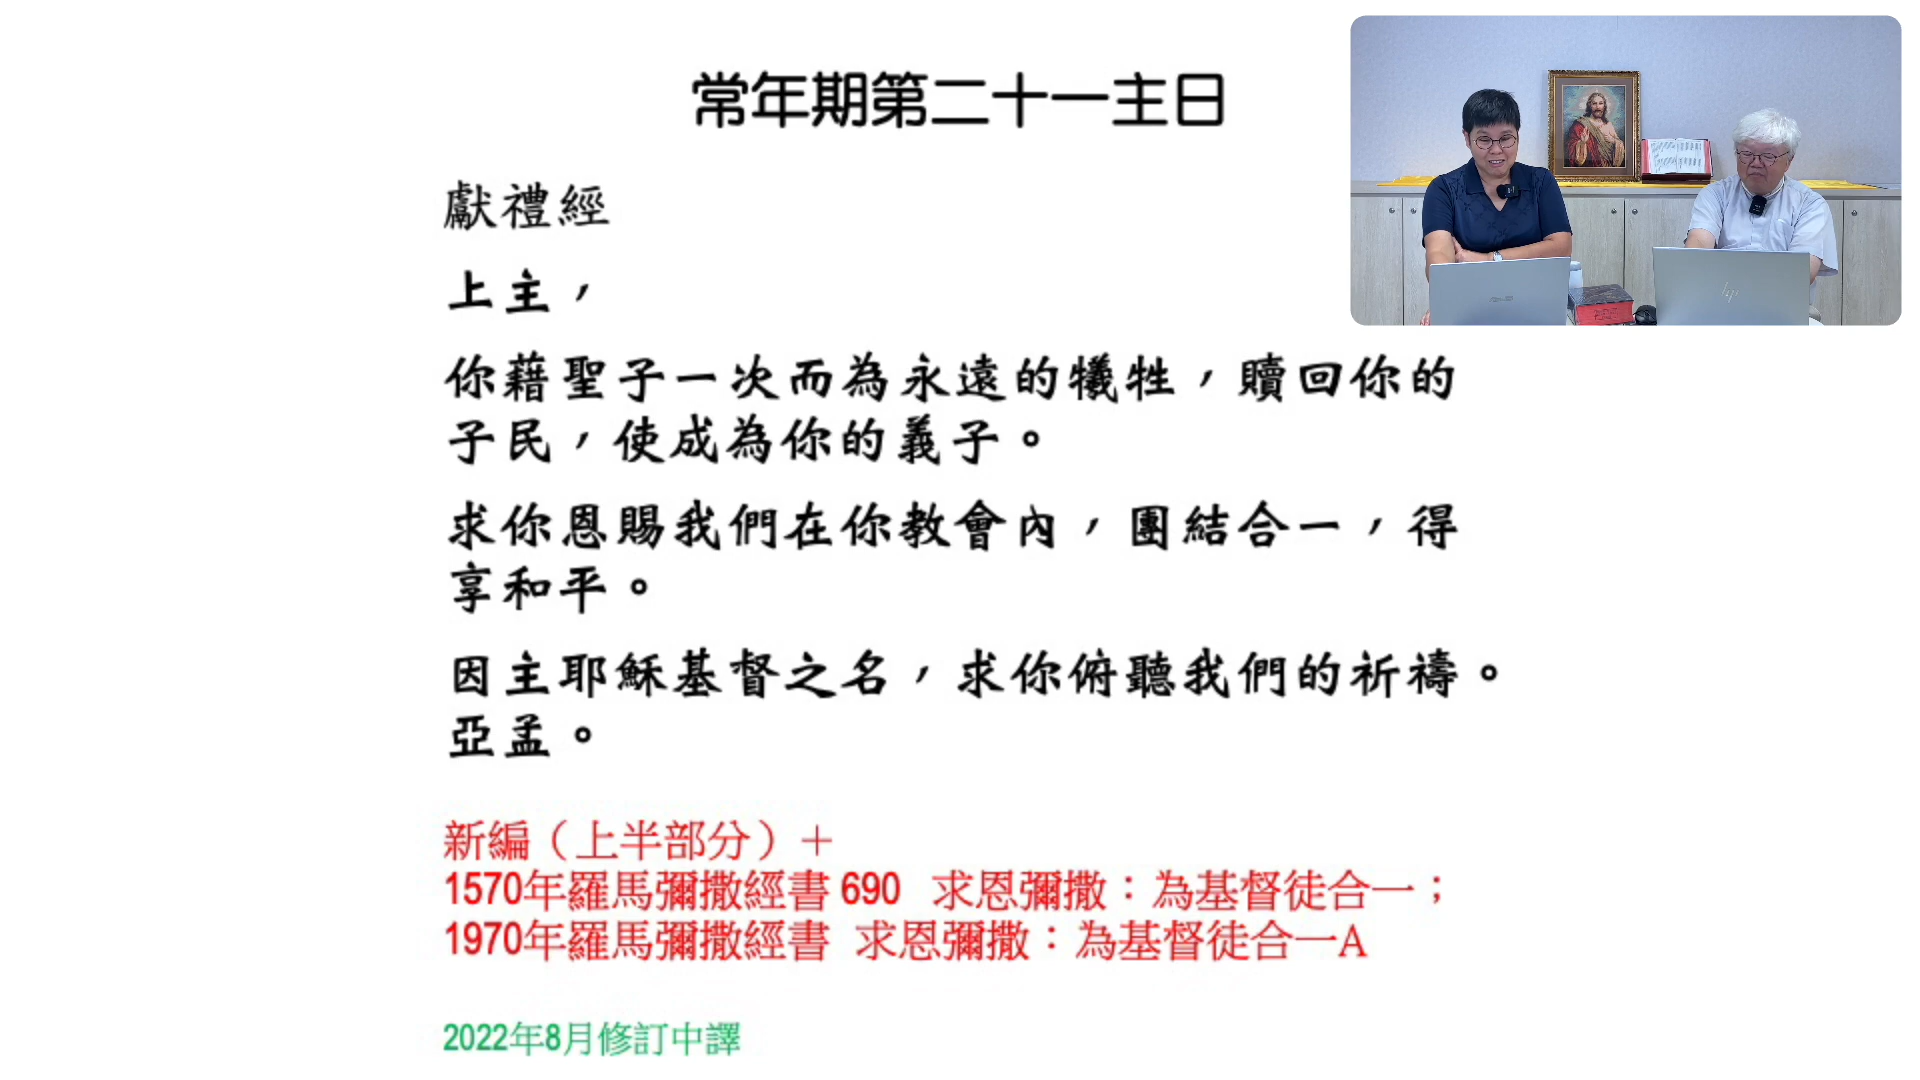 常年期第二十一主日
獻禮經
上主，
你藉聖子一次而為永遠的犧牲，贖回你的
子民，使成為你的義子。
求你恩賜我們在你教會內，團結合一，得
享和平。
因主耶穌基督之名，求你俯聽我們的祈禱。
亞孟。
新編（上半部分）＋
1570年羅馬彌撒經書 690 求恩彌撒：為基督徒合一；
1970年羅馬彌撒經書 求恩彌撒：為基督徒合一A
2022年8月修訂中譯